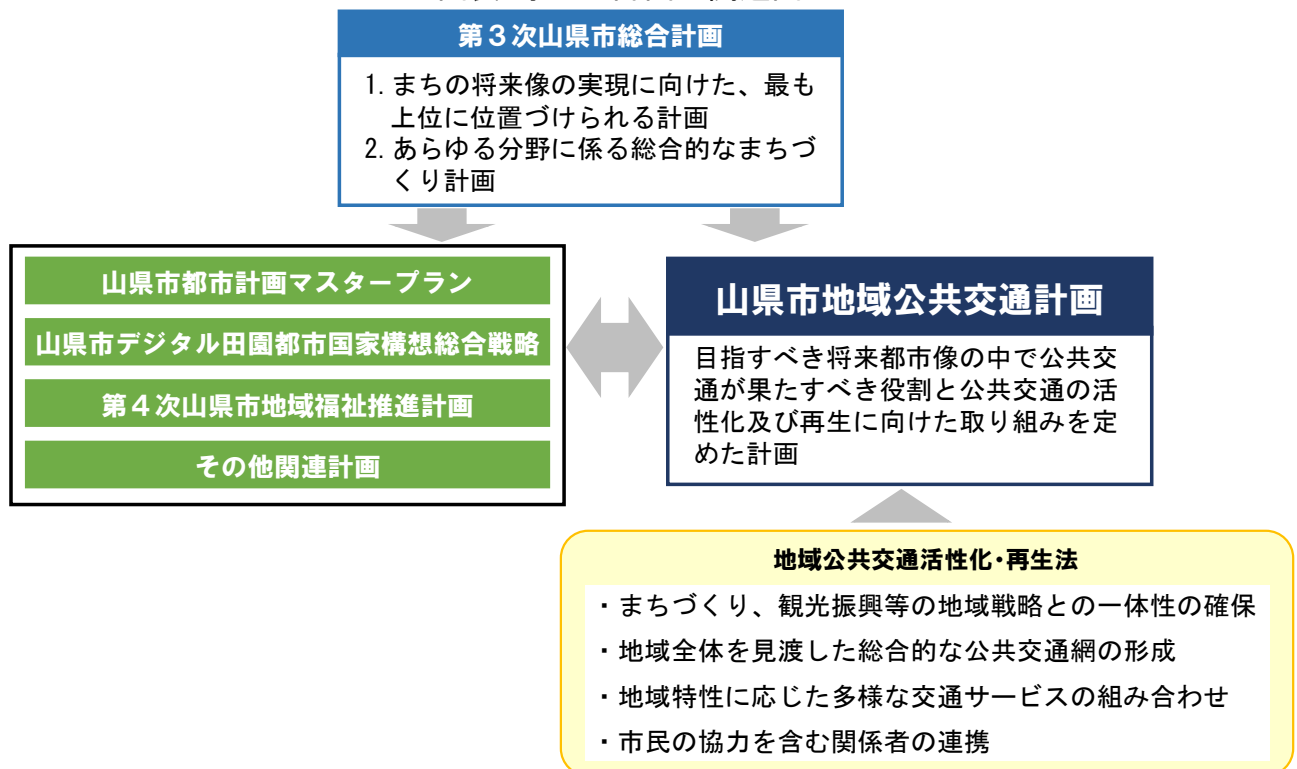 第３次山県市総合計画
1. まちの将来像の実現に向けた、最も
上位に位置づけられる計画
2. あらゆる分野に係る総合的なまちづ
くり計画
山県市都市計画マスタープラン
山県市デジタル田園都市国家構想総合戦略
第４次山県市地域福祉推進計画
その他関連計画
山県市地域公共交通計画
目指すべき将来都市像の中で公共交
通が果たすべき役割と公共交通の活
性化及び再生に向けた取り組みを定
めた計画
地域公共交通活性化・再生法
・まちづくり、観光振興等の地域戦略との一体性の確保
・地域全体を見渡した総合的な公共交通網の形成
・地域特性に応じた多様な交通サービスの組み合わせ
・市民の協力を含む関係者の連携